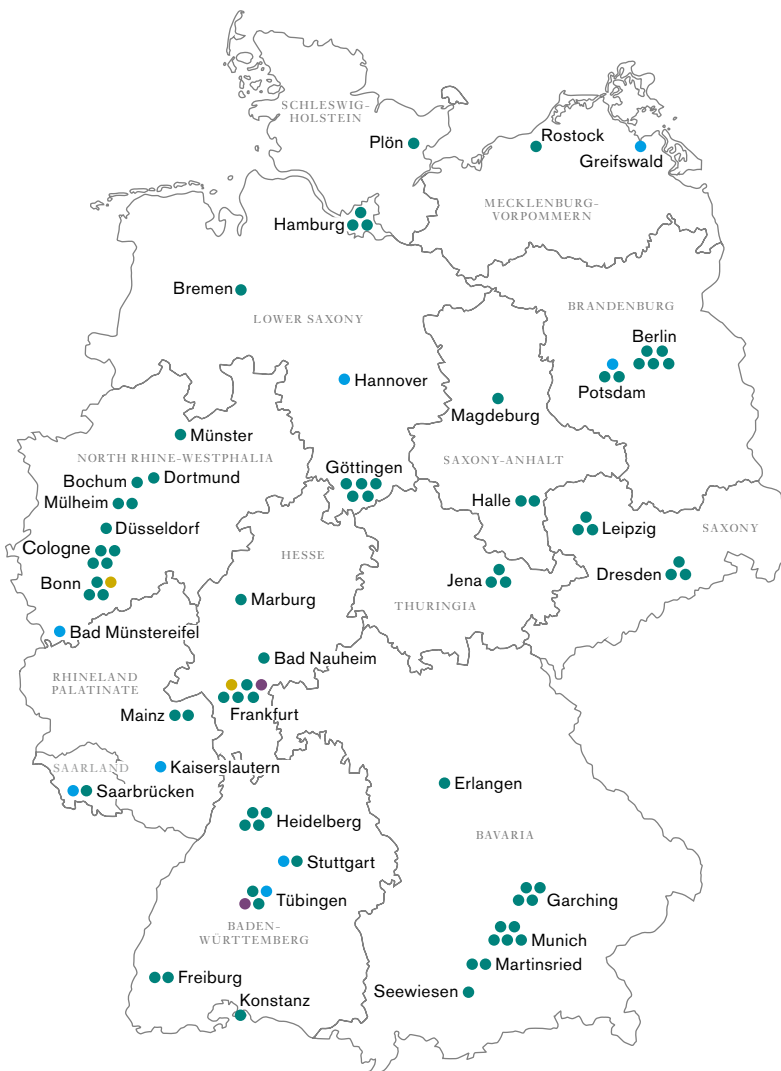 SCHLESWIG-
HOLSTEIN
Plön
Rostock
Greifswald
MECKLENBURG-
VORPOMMERN
Hamburg
Bremen
LOWER SAXONY
BRANDENBURG
Berlin
Potsdam
Hannover
Magdeburg
Münster
NORTH RHINE-WESTPHALIA
Bochum
Dortmund
Göttingen
SAXONY-ANHALT
Mülheim
Halle
Düsseldorf
Leipzig
SAXONY
Cologne
HESSE
Bonn
Jena
Dresden
Marburg
THURINGIA
Bad Münstereifel
Bad Nauheim
RHINELAND
PALATINATE
Mainz
Frankfurt
SAARLAND
Kaiserslautern
Saarbrücken
Erlangen
Heidelberg
BAVARIA
Stuttgart
Tübingen
Garching
BADEN-
WÜRTTEMBERG
Munich
Martinsried
Freiburg
Seewiesen
Konstanz